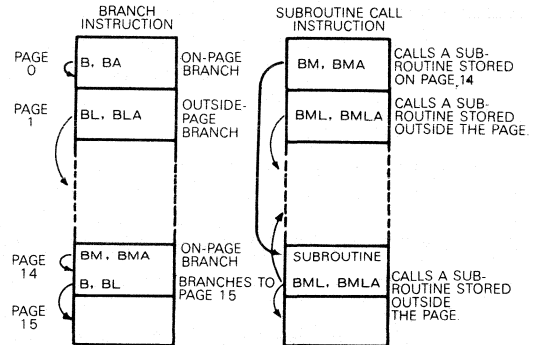 BRANCH
INSTRUCTION
PAGE
0
B, BA
ON-PAGE
BRANCH
PAGE
1
BL, BLA
OUTSIDE-
PAGE
BRANCH
PAGE
14
BM, BMA
ON-PAGE
BRANCH
B, BL
BRANCHES TO
PAGE 15
PAGE
15
SUBROUTINE CALL
INSTRUCTION
BM, BMA
CALLS A SUB-
ROUTINE STORED
ON PAGE 14
BML, BMLA
CALLS A SUB-
ROUTINE STORED
OUTSIDE THE PAGE.
SUBROUTINE
BML, BMLA
CALLS A SUB-
ROUTINE STORED
OUTSIDE
THE PAGE.